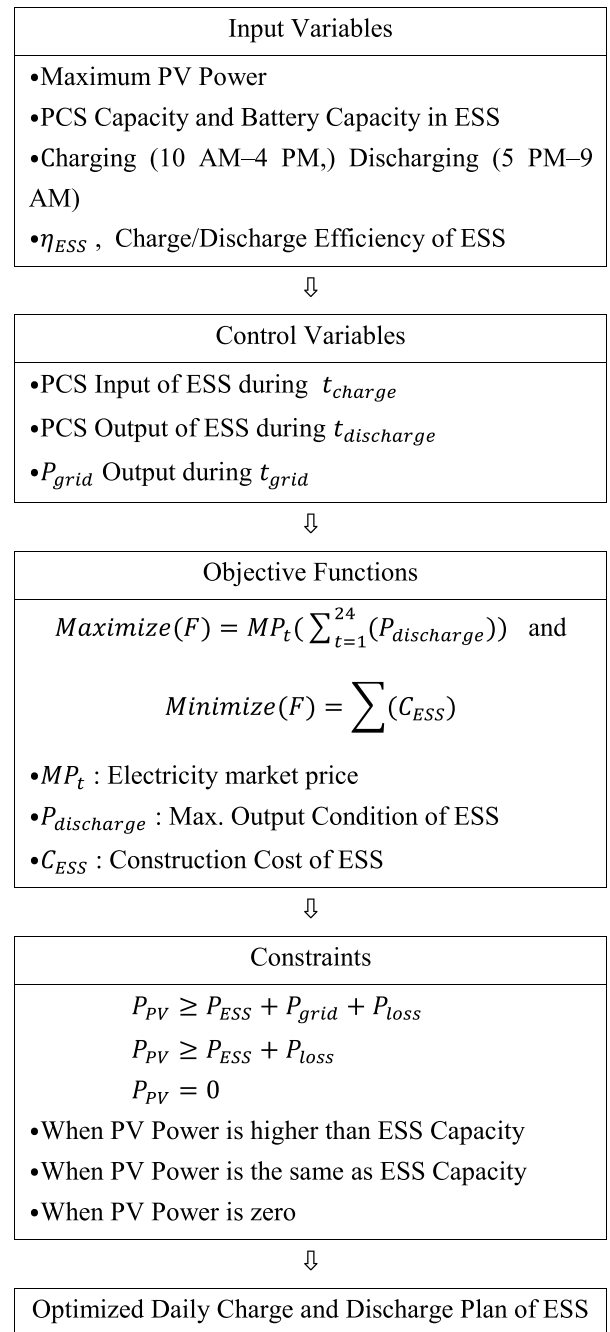 Input Variables
•Maximum PV Power
•PCS Capacity and Battery Capacity in ESS
•Charging (10 AM–4 PM,) Discharging (5 PM–9
AM)
•η_ESS , Charge/Discharge Efficiency of ESS
⇩
Control Variables
•PCS Input of ESS during t_charge
•PCS Output of ESS during t_discharge
•P_grid Output during t_grid
⇩
Objective Functions
Maximize(F) = MP_t(∑_{t=1}^{24}(P_discharge)) and
Minimize(F) = ∑(C_ESS)
•MP_t : Electricity market price
•P_discharge : Max. Output Condition of ESS
•C_ESS : Construction Cost of ESS
⇩
Constraints
P_PV ≥ P_ESS + P_grid + P_loss
P_PV ≥ P_ESS + P_loss
P_PV = 0
•When PV Power is higher than ESS Capacity
•When PV Power is the same as ESS Capacity
•When PV Power is zero
⇩
Optimized Daily Charge and Discharge Plan of ESS